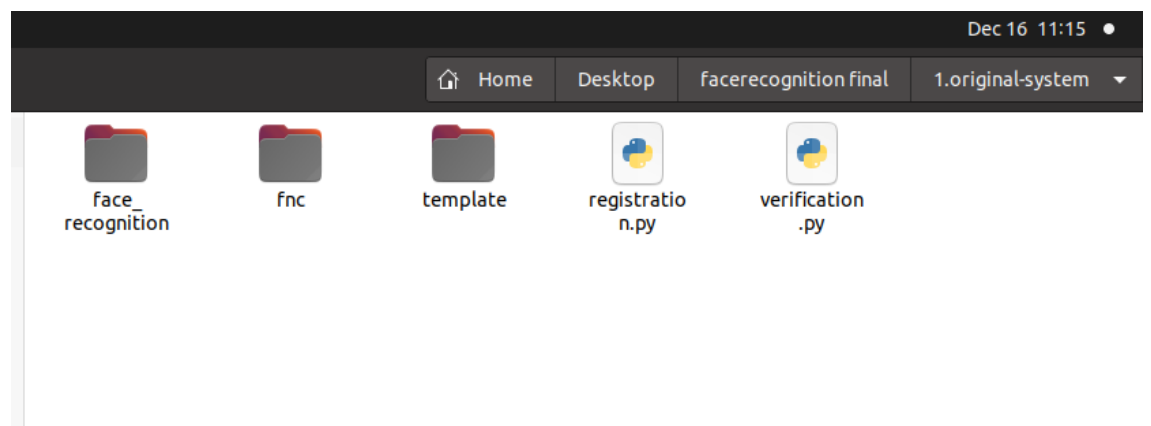 Dec 16 11:15
Home Desktop facerecognition final 1.original-system
face_
recognition
fnc
template
registratio
n.py
verification
.py